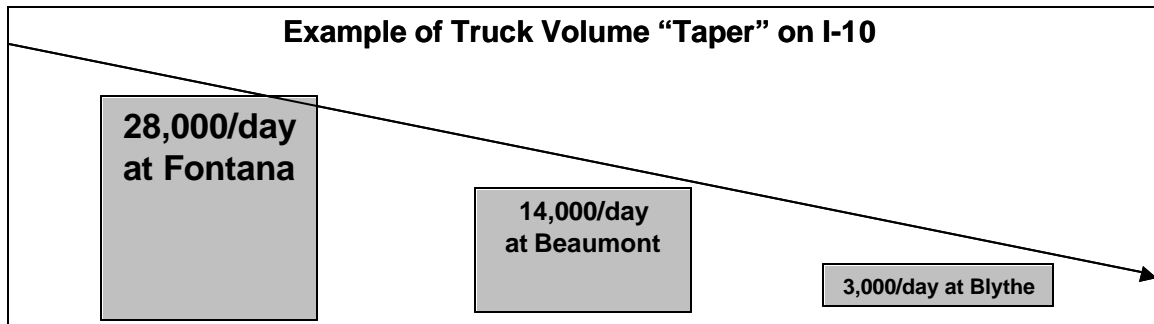 Example of Truck Volume “Taper” on I-10
28,000/day
at Fontana
14,000/day
at Beaumont
3,000/day at Blythe